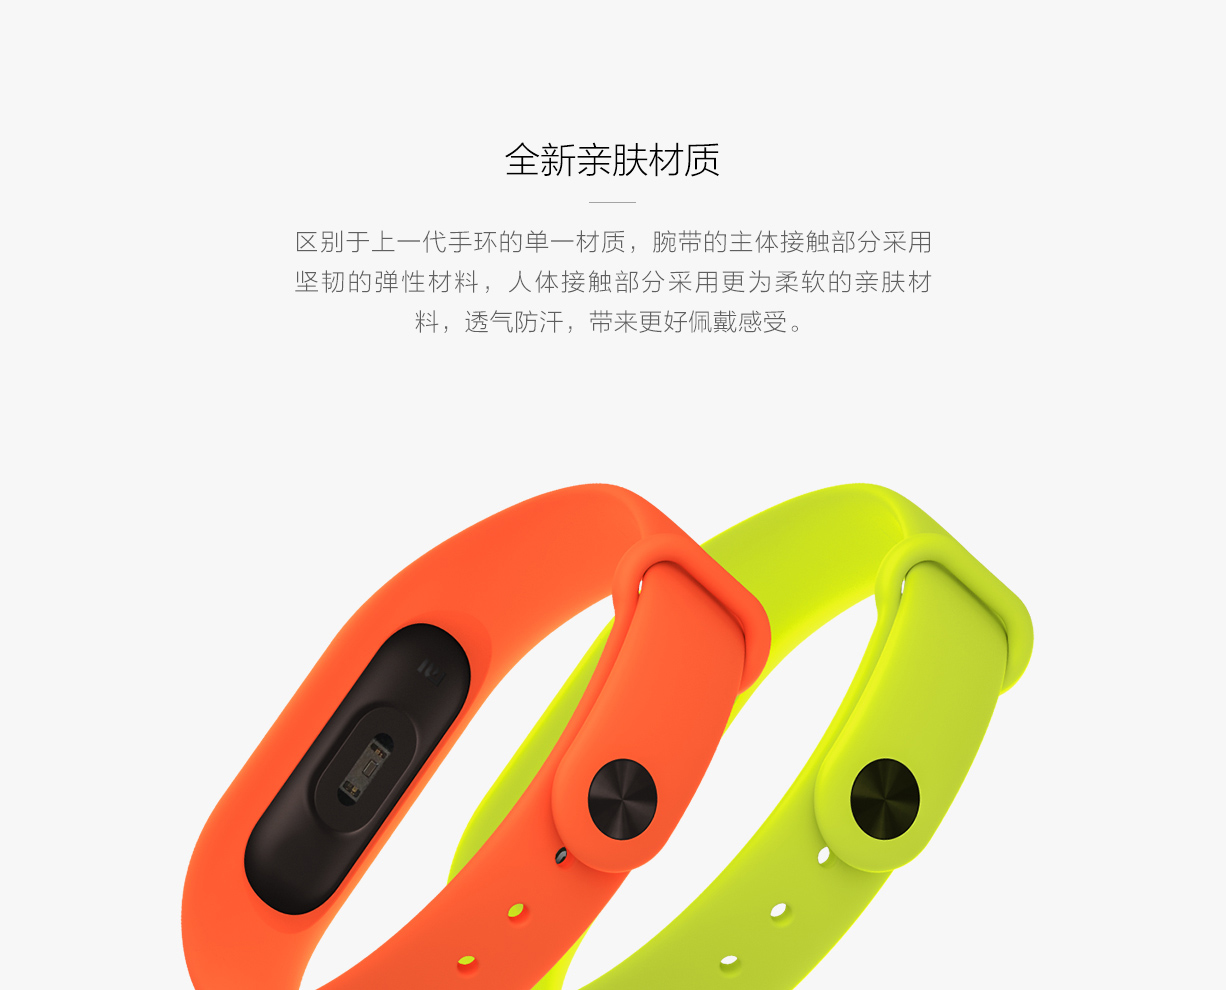 全新亲肤材质
区别于上一代手环的单一材质，腕带的主体接触部分采用
坚韧的弹性材料，人体接触部分采用更为柔软的亲肤材
料，透气防汗，带来更好佩戴感受。